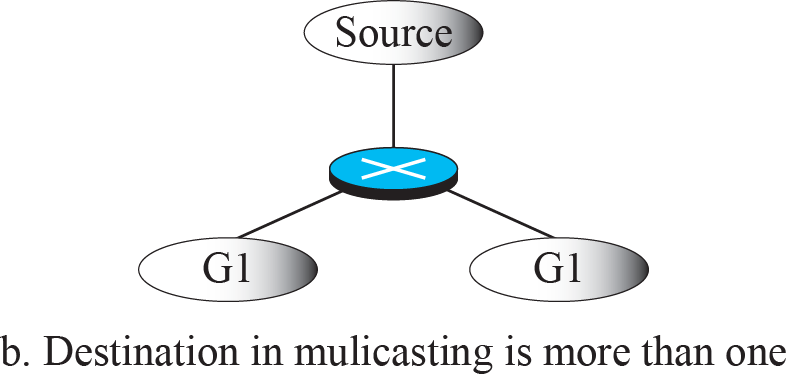 Source
G1
G1
b. Destination in mulicasting is more than one